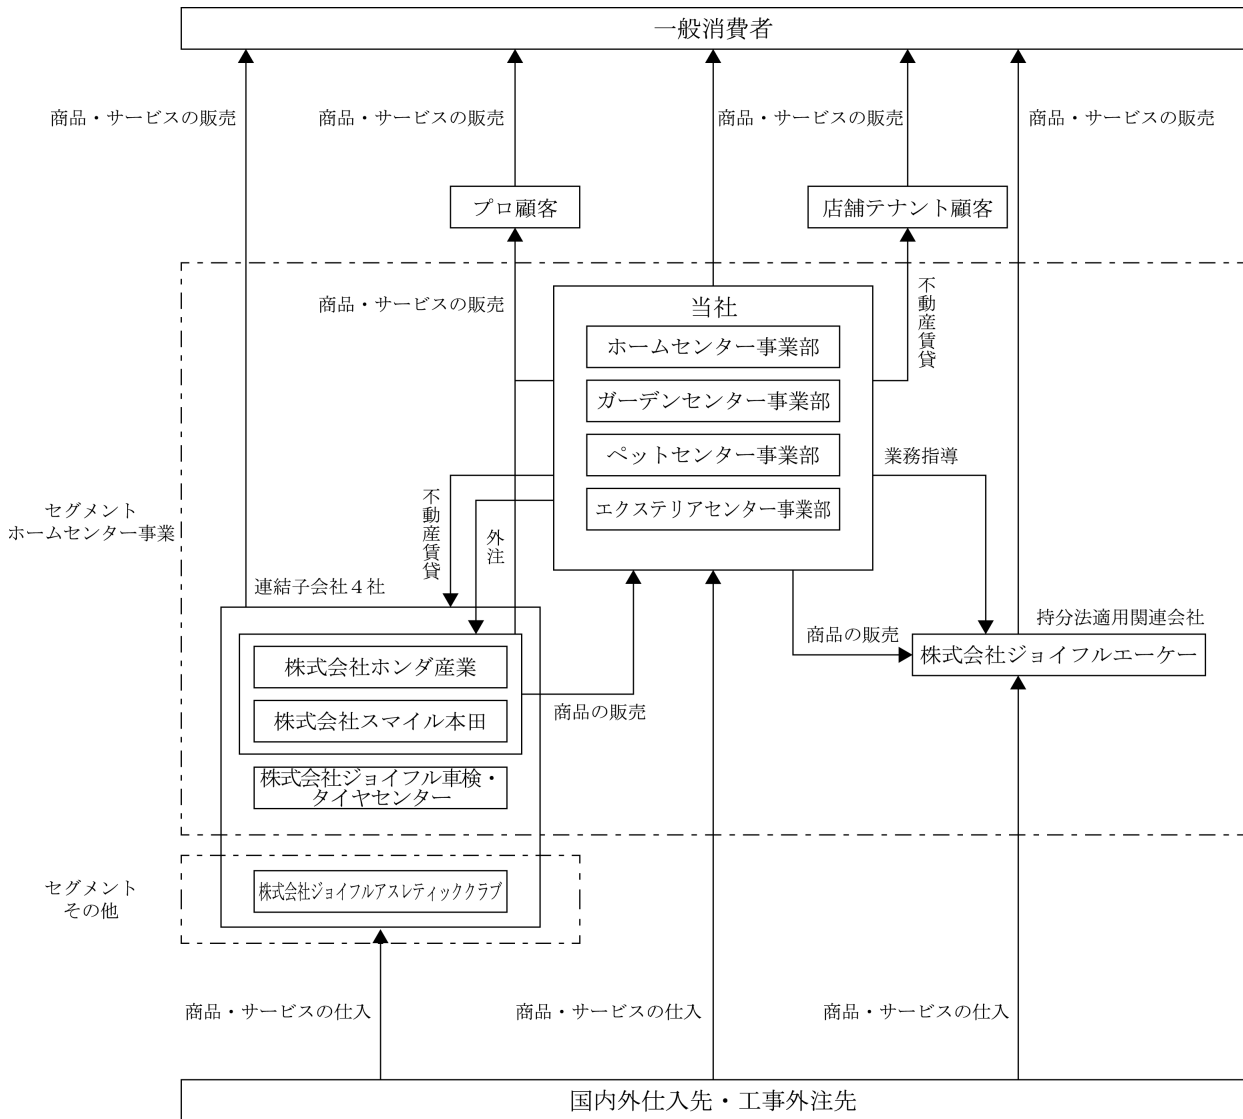 一般消費者
商品・サービスの販売
商品・サービスの販売
商品・サービスの販売
商品・サービスの販売
プロ顧客
店舗テナント顧客
商品・サービスの販売
不動産賃貸
当社
ホームセンター事業部
ガーデンセンター事業部
ペットセンター事業部
エクステリアセンター事業部
業務指導
セグメント
ホームセンター事業
不動産賃貸
外注
連結子会社4社
持分法適用関連会社
商品の販売
株式会社ジョイフルエーケー
株式会社ホンダ産業
株式会社スマイル本田
商品の販売
株式会社ジョイフル車検・
タイヤセンター
セグメント
その他
株式会社ジョイフルアスレティッククラブ
商品・サービスの仕入
商品・サービスの仕入
商品・サービスの仕入
国内外仕入先・工事外注先